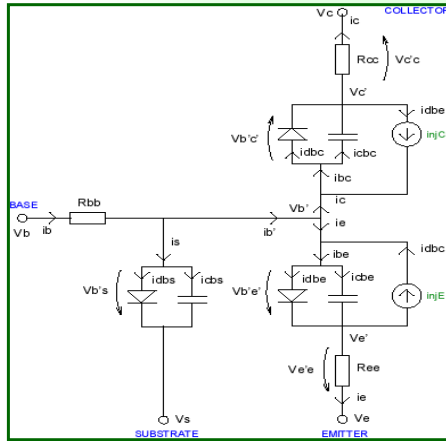 Vc COLLECTOR
ic
Rcc Vc'c
Vc'
idbe
Vb'c' injC
idbc icbc
ibc
ic
BASE Rbb Vb'
Vb ib ib' ie
is
ibe idbc
idbs icbs idbe icbe
Vb's Vb'e' injE
Ve'
Ve'e Ree
ie
Vs Ve
SUBSTRATE EMITTER